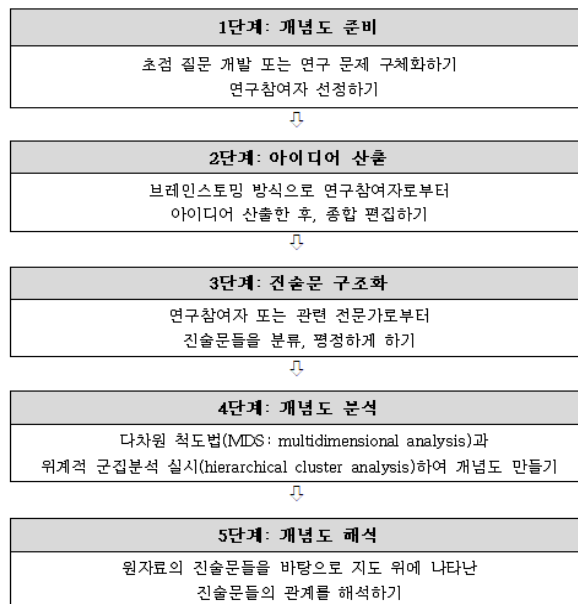 1단계: 개념도 준비
초점 질문 개발 또는 연구 문제 구체화하기
연구참여자 선정하기
⇩
2단계: 아이디어 산출
브레인스토밍 방식으로 연구참여자로부터
아이디어 산출한 후, 종합 편집하기
⇩
3단계: 진술문 구조화
연구참여자 또는 관련 전문가로부터
진술문들을 분류, 평정하게 하기
⇩
4단계: 개념도 분석
다차원 척도법(MDS: multidimensional analysis)과
위계적 군집분석 실시(hierarchical cluster analysis)하여 개념도 만들기
⇩
5단계: 개념도 해석
원자료의 진술문들을 바탕으로 지도 위에 나타난
진술문들의 관계를 해석하기